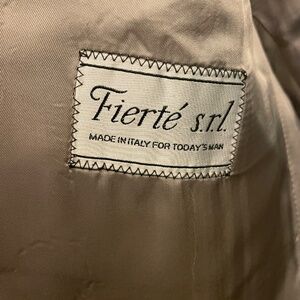 Fierté s.r.l.
MADE IN ITALY FOR TODAY'S MAN